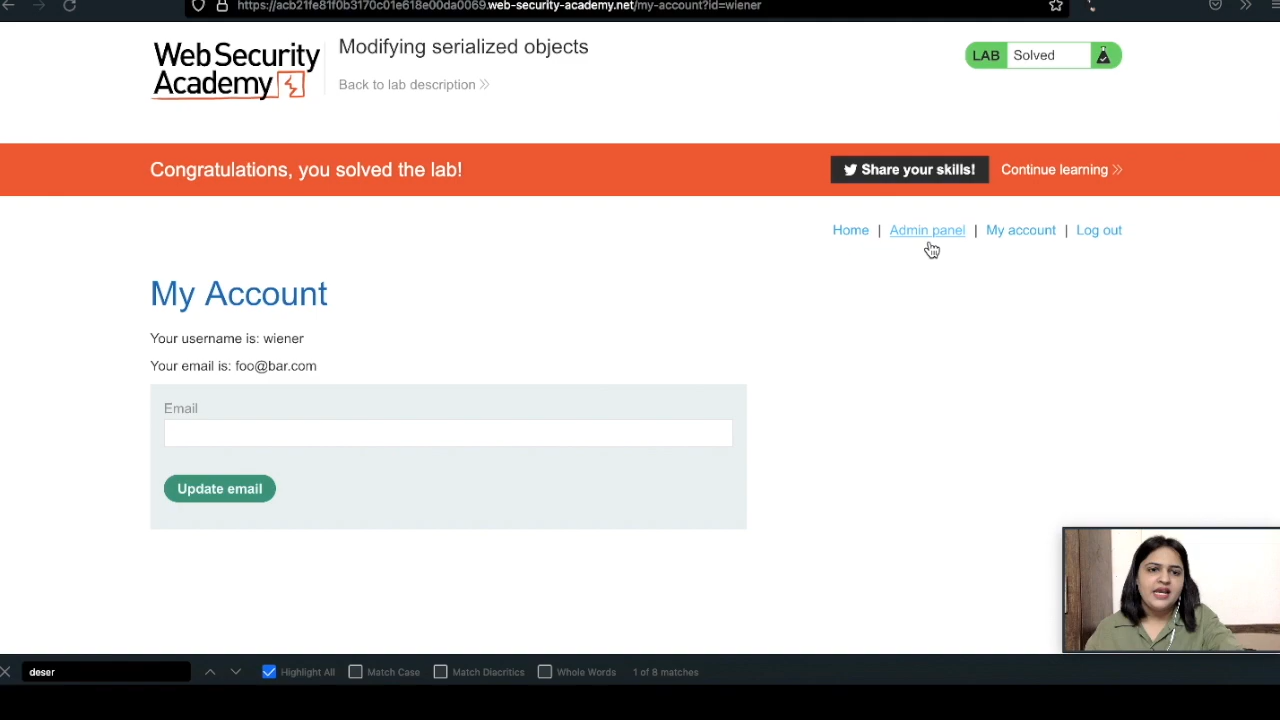 https://acb21fe81f0b3170c01e618e00da0069.web-security-academy.net/my-account?id=wiener
Web Security
Academy
Modifying serialized objects
Back to lab description
LAB Solved
Congratulations, you solved the lab!
Share your skills!
Continue learning
Home | Admin panel | My account | Log out
My Account
Your username is: wiener
Your email is: foo@bar.com
Email
Update email
deser
Highlight All
Match Case
Match Diacritics
Whole Words
1 of 8 matches